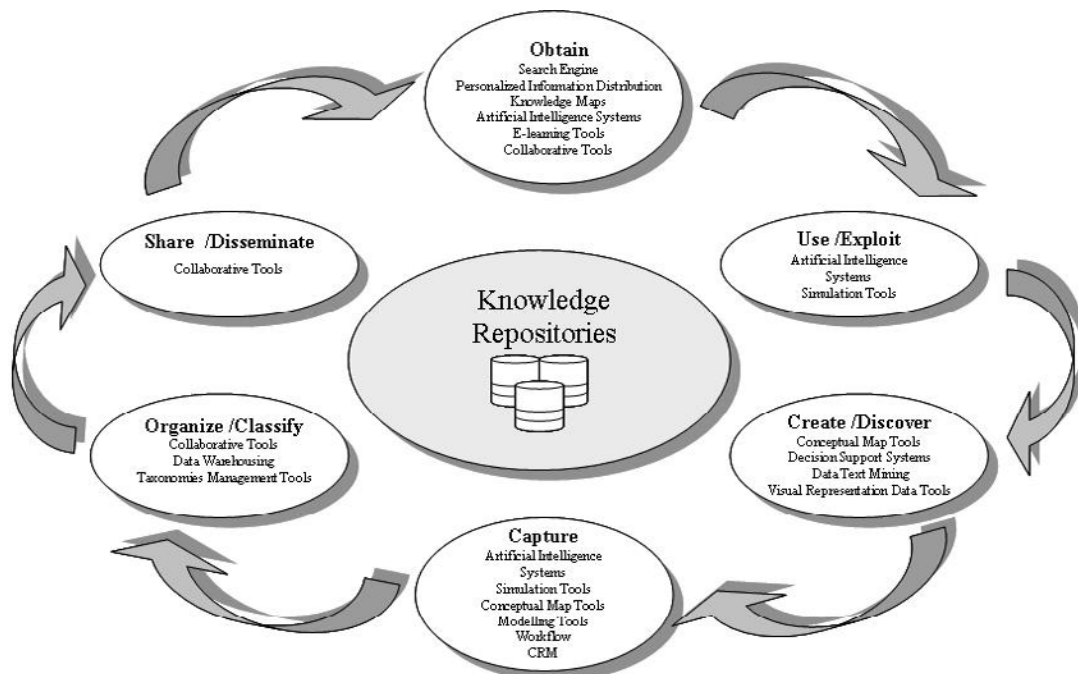 Obtain
Search Engine
Personalized Information Distribution
Knowledge Maps
Artificial Intelligence Systems
E-learning Tools
Collaborative Tools
Use /Exploit
Artificial Intelligence
Systems
Simulation Tools
Create /Discover
Conceptual Map Tools
Decision Support Systems
Data Text Mining
Visual Representation Data Tools
Capture
Artificial Intelligence
Systems
Simulation Tools
Conceptual Map Tools
Modelling Tools
Workflow
CRM
Organize /Classify
Collaborative Tools
Data Warehousing
Taxonomies Management Tools
Share /Disseminate
Collaborative Tools
Knowledge
Repositories